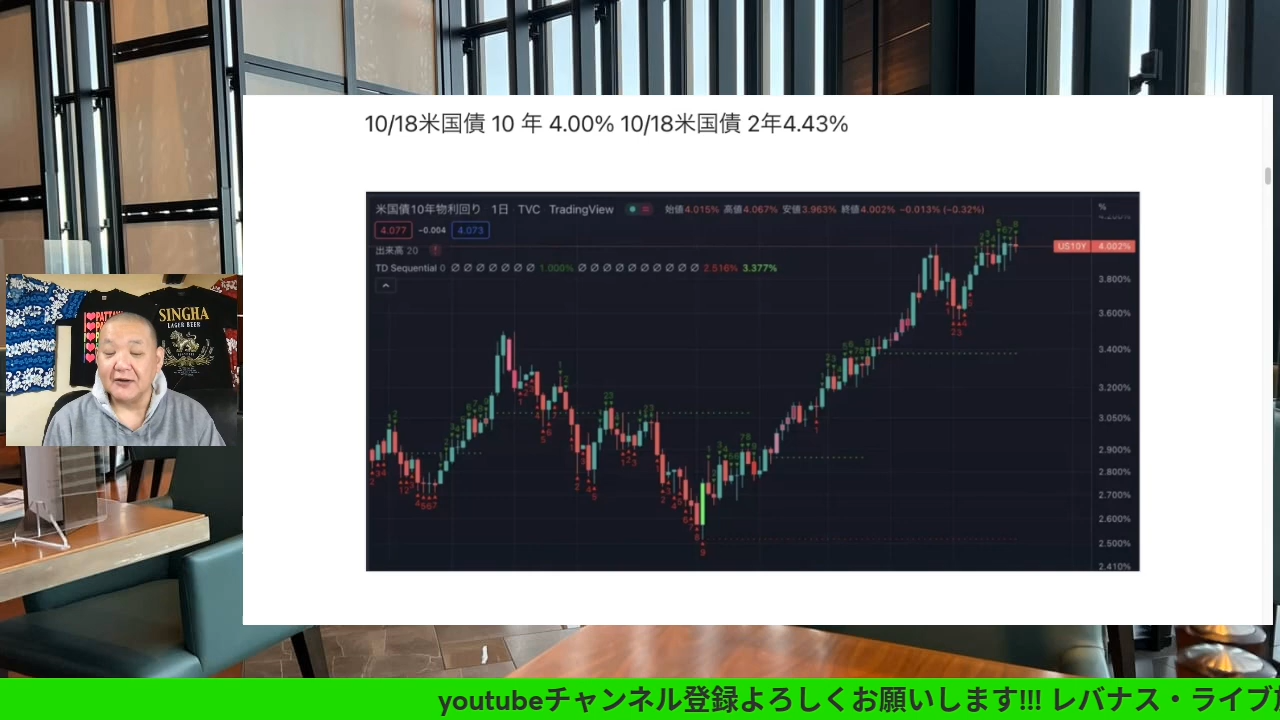 10/18米国債 10 年 4.00% 10/18米国債 2年4.43%
米国債10年物利回り 1日 TVC TradingView 始値4.015% 高値4.067% 安値3.963% 終値4.002% −0.013% (−0.32%)
%
4.200%
4.077 −0.004 4.073
出来高 20
US10Y 4.002%
TD Sequential 0 ∅ ∅ ∅ ∅ ∅ ∅ ∅ 1.000% ∅ ∅ ∅ ∅ ∅ ∅ ∅ ∅ ∅ ∅ ∅ 2.516% 3.377%
3.800%
3.600%
3.400%
3.200%
3.050%
2.900%
2.800%
2.700%
2.600%
2.500%
2.410%
SINGHA
LAGER BEER
youtubeチャンネル登録よろしくお願いします!!! レバナス・ライブ